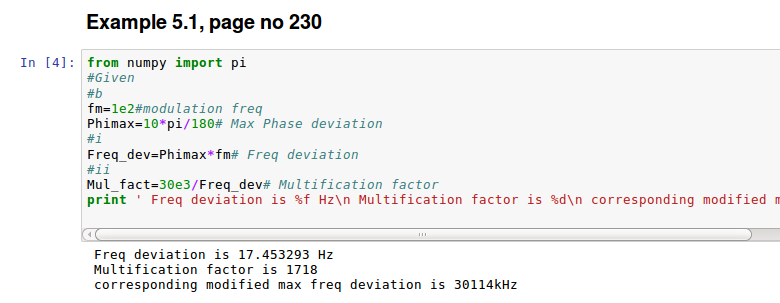 Example 5.1, page no 230
In [4]: from numpy import pi
#Given
#b
fm=1e2#modulation freq
Phimax=10*pi/180# Max Phase deviation
#i
Freq_dev=Phimax*fm# Freq deviation
#ii
Mul_fact=30e3/Freq_dev# Multification factor
print ' Freq deviation is %f Hz\n Multification factor is %d\n corresponding modified m
Freq deviation is 17.453293 Hz
Multification factor is 1718
corresponding modified max freq deviation is 30114kHz